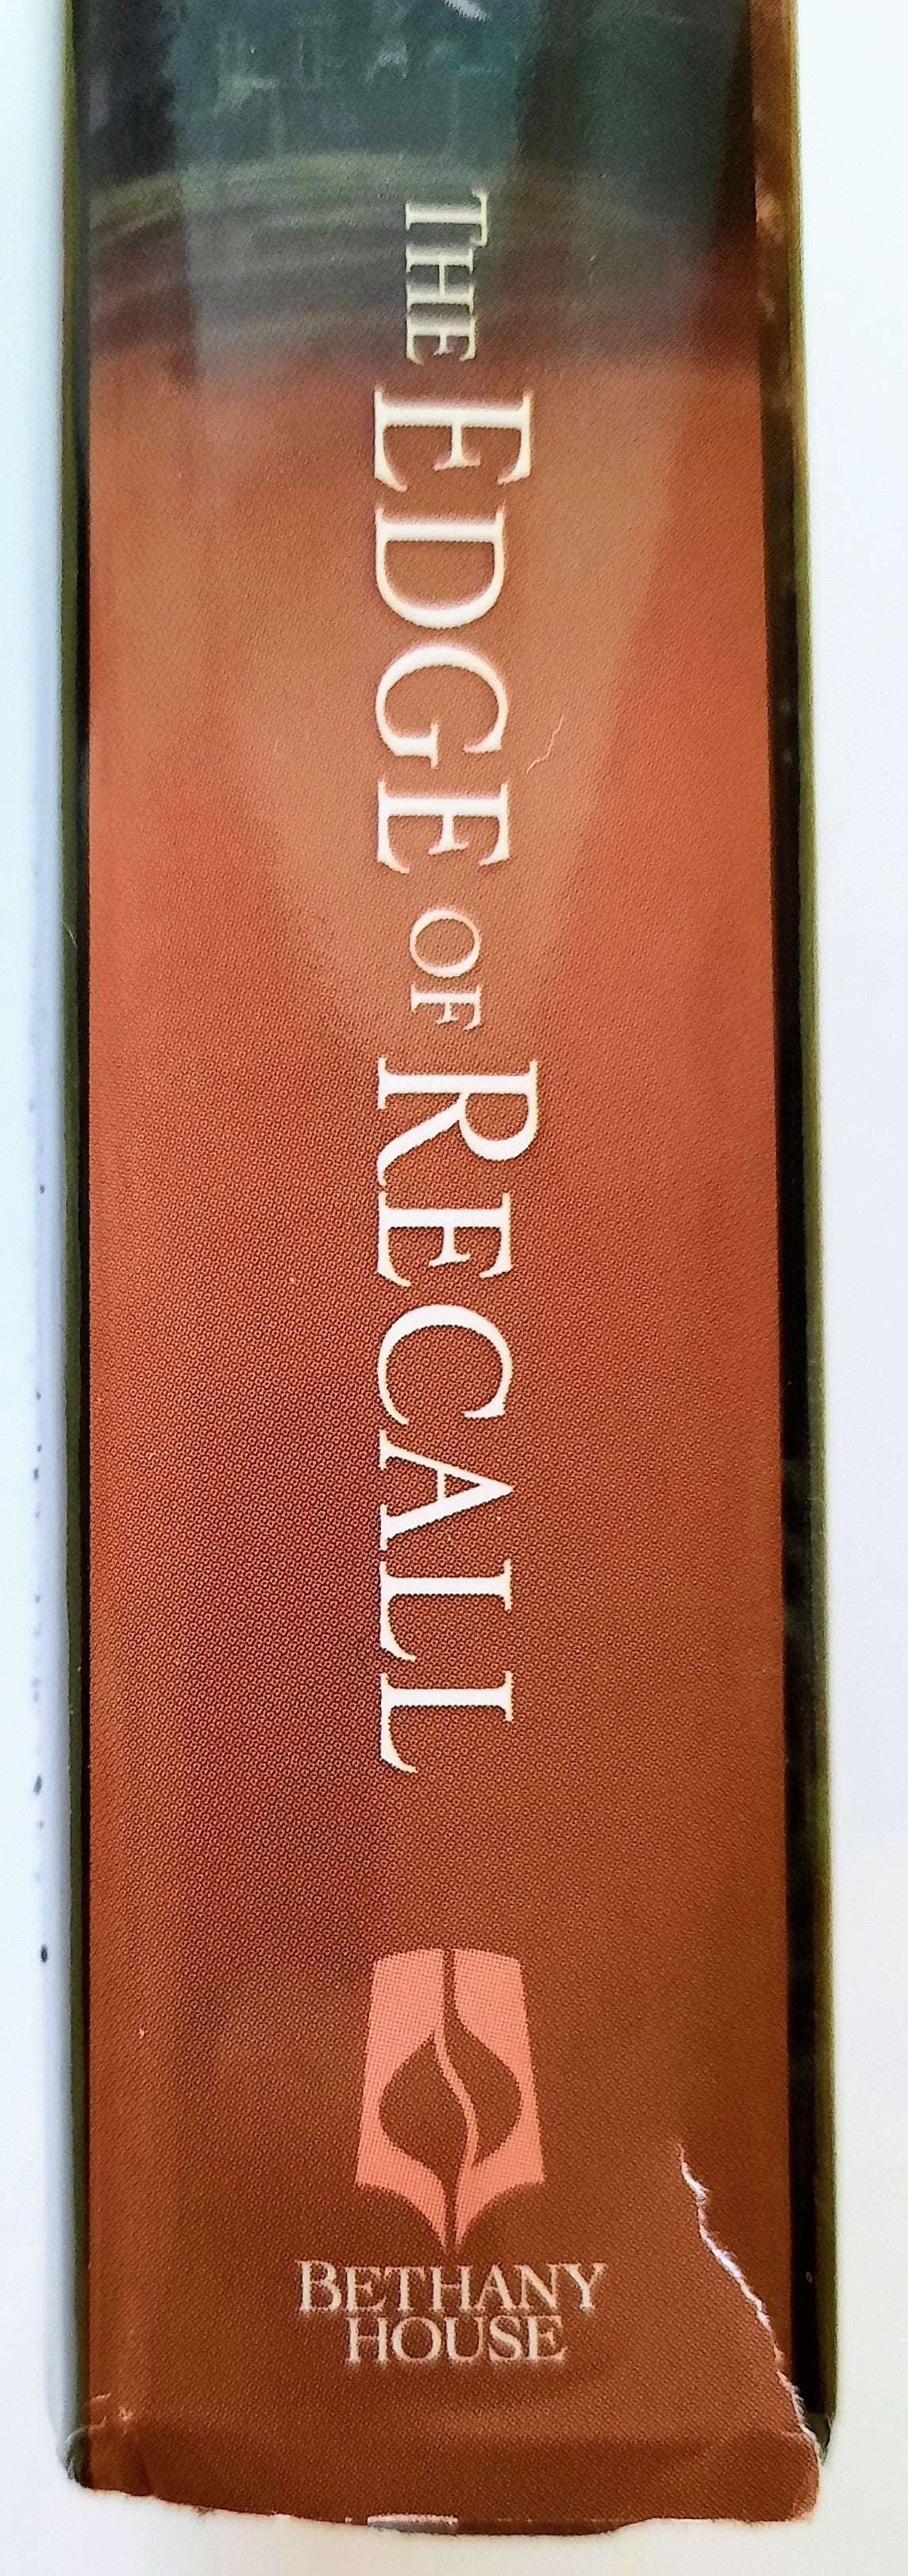 THE EDGE OF RECALL
BETHANY
HOUSE